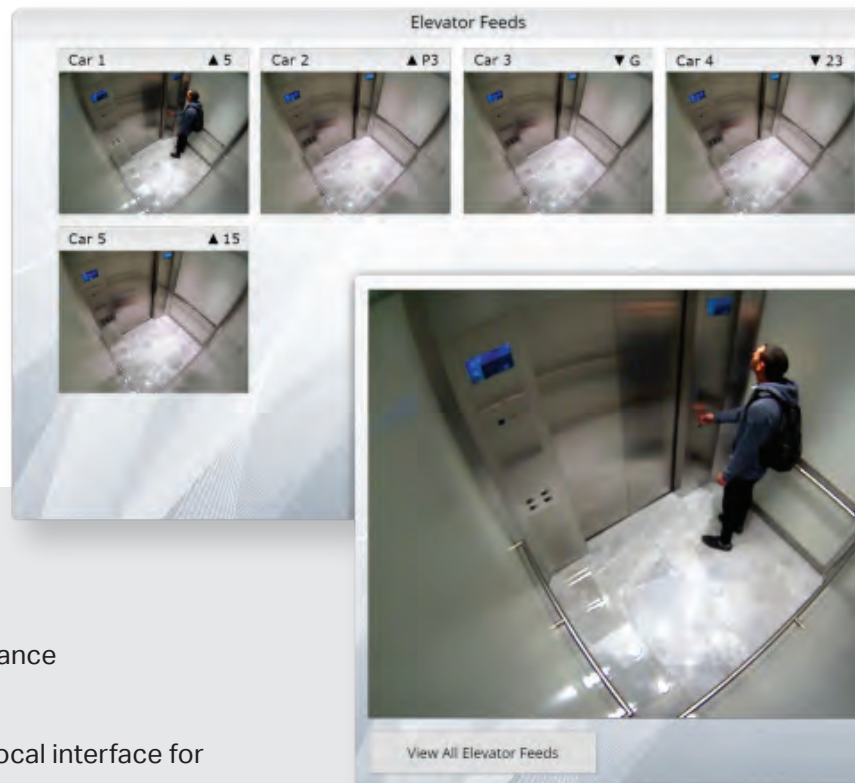 Elevator Feeds
Car 1 ▲ 5 Car 2 ▲ P3 Car 3 ▼ G Car 4 ▼ 23
Car 5 ▲ 15
ance
ocal interface for
View All Elevator Feeds